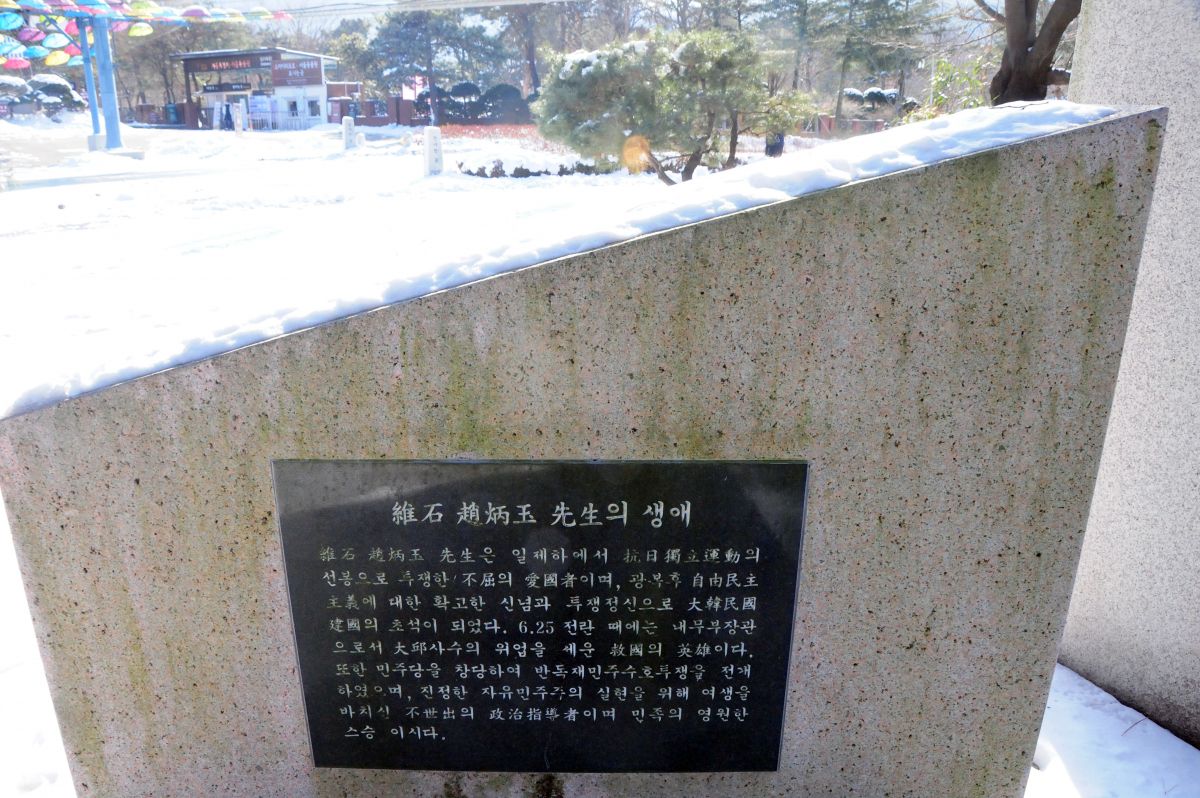 維石 趙炳玉 先生의 생애
維石 趙炳玉 先生은 일제하에서 抗日獨立運動의
선봉으로 투쟁한 不屈의 愛國者이며, 광복후 自由民主
主義에 대한 확고한 신념과 투쟁정신으로 大韓民國
建國의 초석이 되었다. 6.25 전란 때에는 내무부장관
으로서 大邱사수의 위업을 세운 救國의 英雄이다.
또한 민주당을 창당하여 반독재민주수호투쟁을 전개
하였으며, 진정한 자유민주주의 실현을 위해 여생을
바치신 不世出의 政治指導者이며 민족의 영원한
스승 이시다.